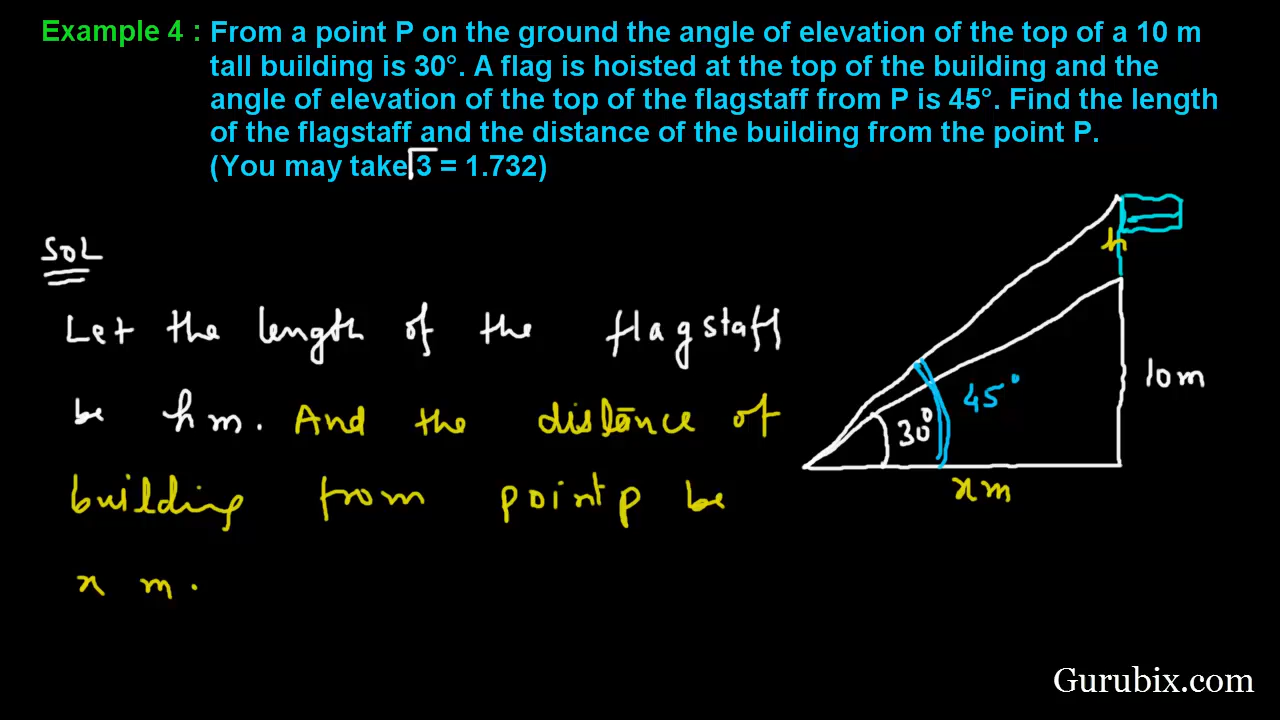 Example 4 : From a point P on the ground the angle of elevation of the top of a 10 m
tall building is 30°. A flag is hoisted at the top of the building and the
angle of elevation of the top of the flagstaff from P is 45°. Find the length
of the flagstaff and the distance of the building from the point P.
(You may take √3 = 1.732)
SOL
Let the length of the flagstaff
be h m. And the distance of
building from point P be
x m.
h
10m
45°
30°
x m
Gurubix.com